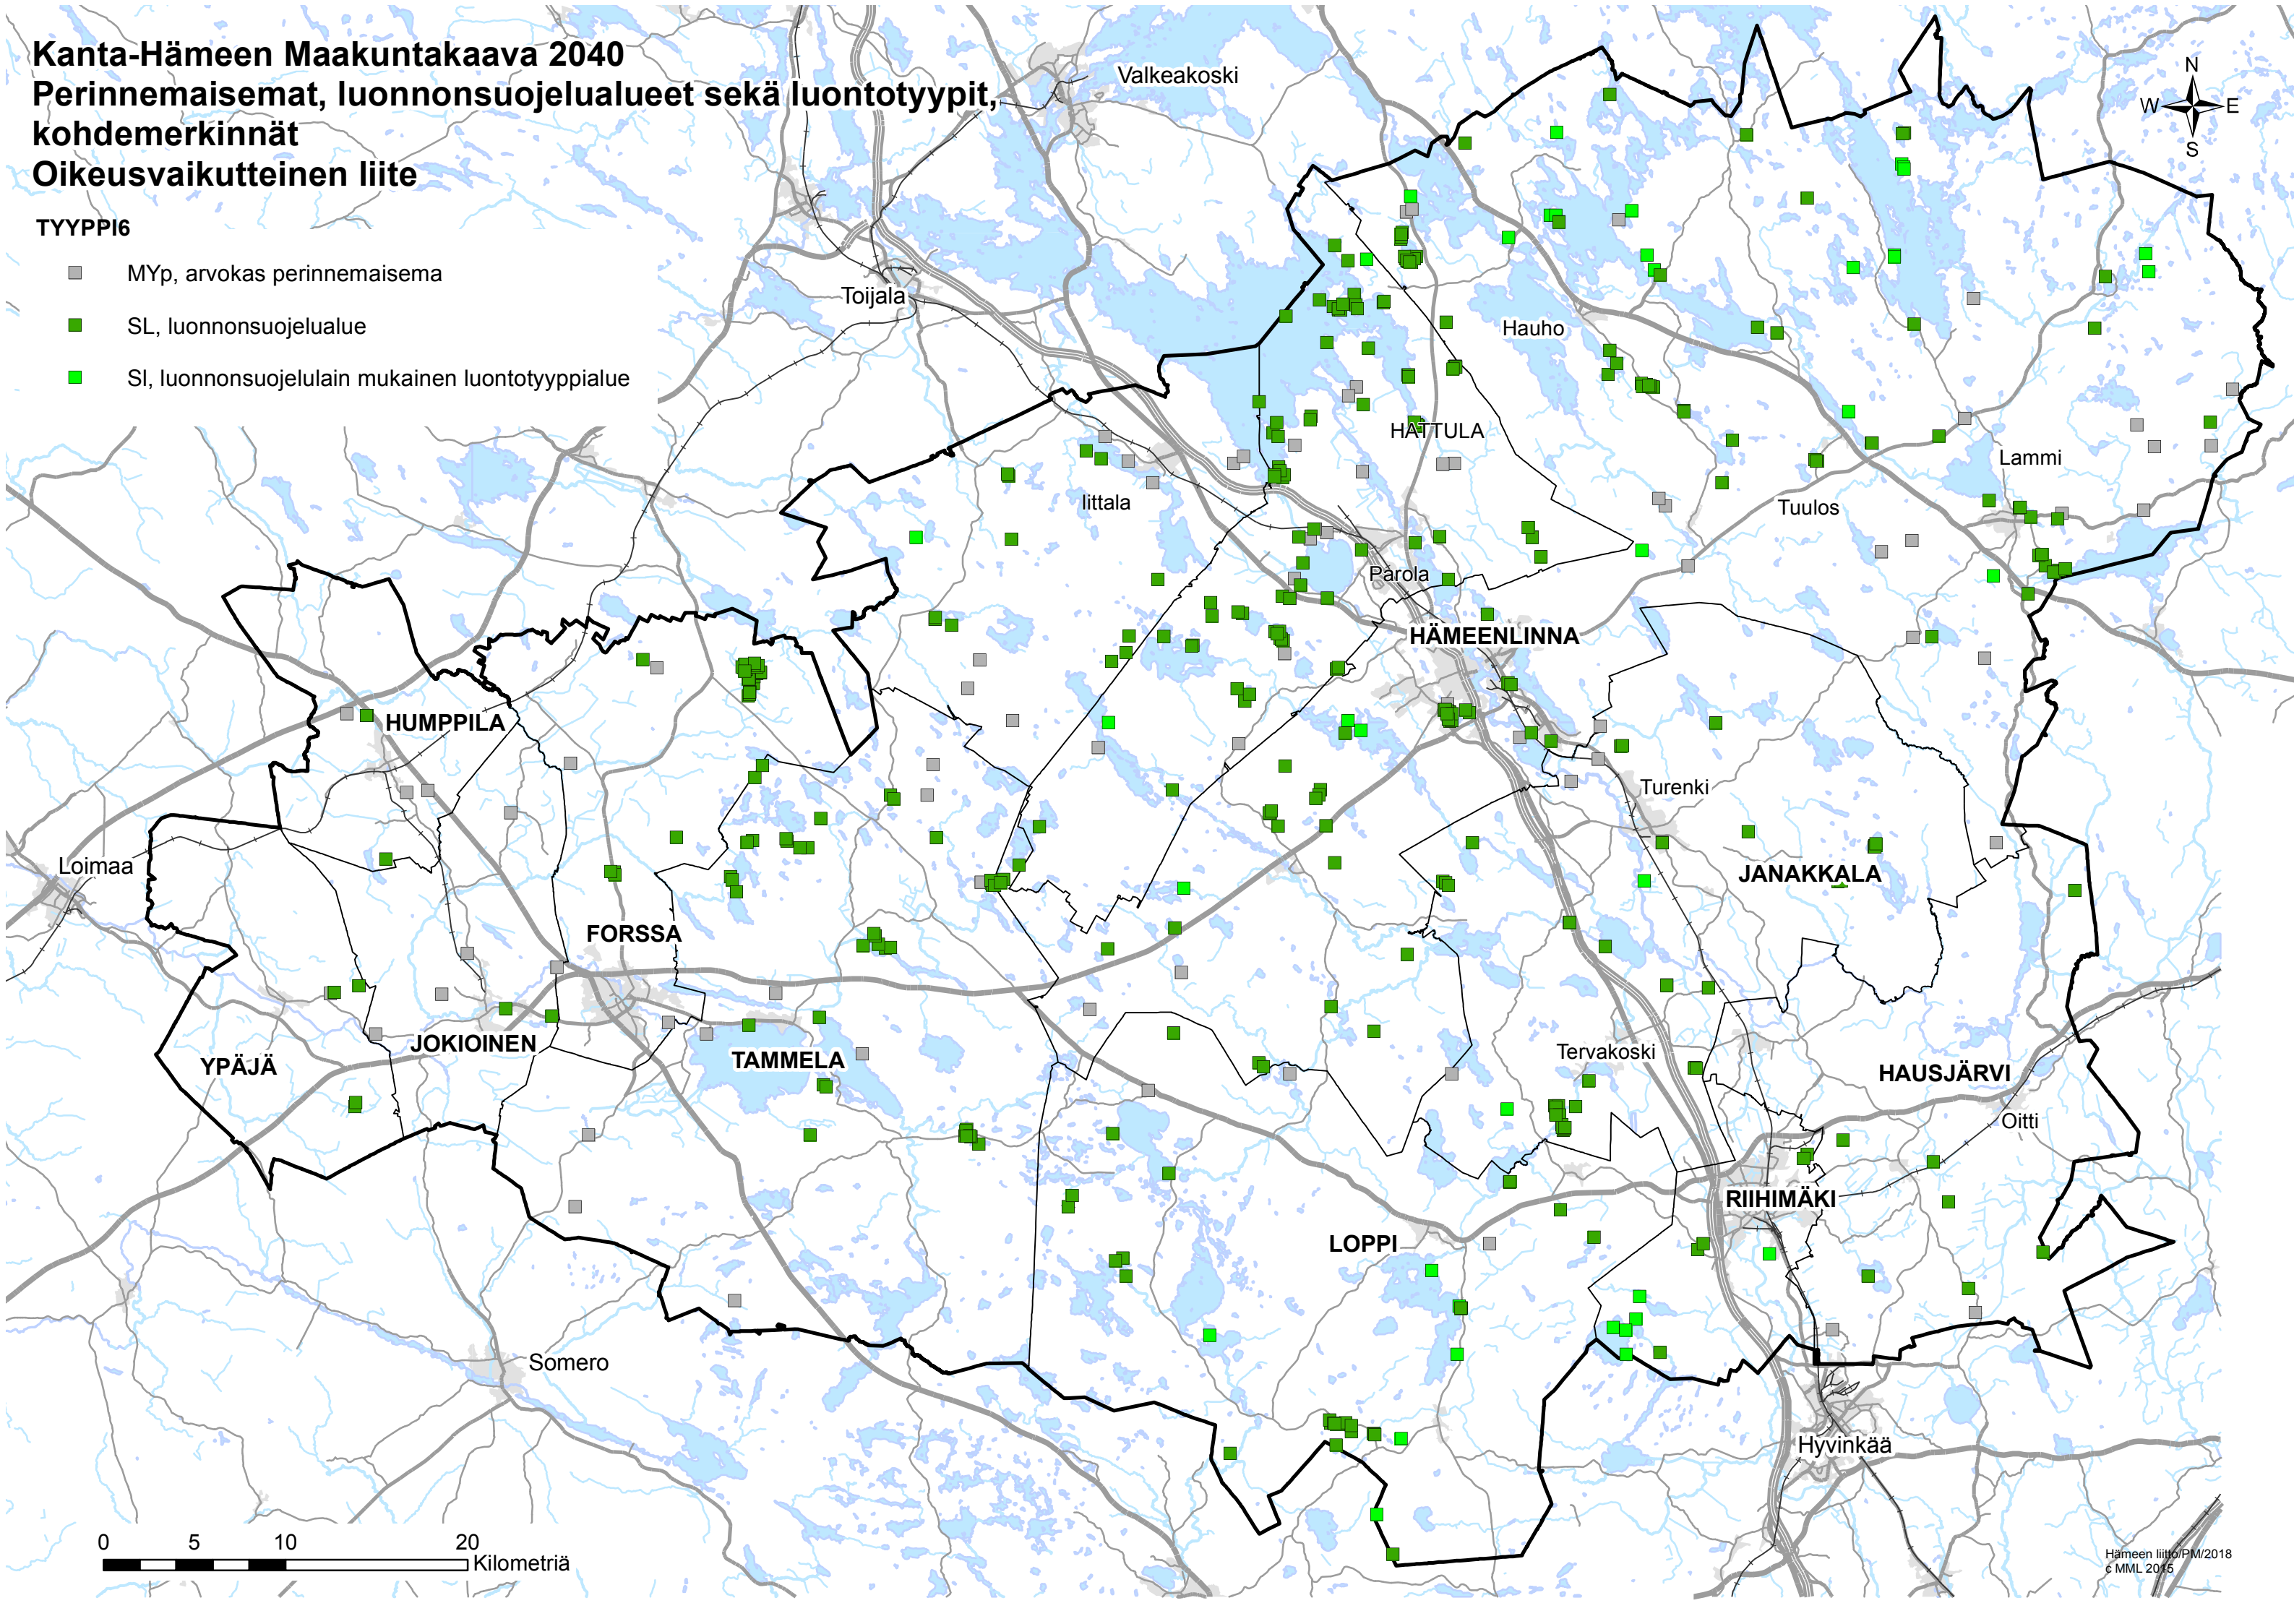 Kanta-Hämeen Maakuntakaava 2040
Perinnemaisemat, luonnonsuojelualueet sekä luontotyypit,
kohdemerkinnät
Oikeusvaikutteinen liite
TYYPPI6
MYp, arvokas perinnemaisema
SL, luonnonsuojelualue
Sl, luonnonsuojelulain mukainen luontotyyppialue
N
W
E
S
Valkeakoski
Toijala
Hauho
HATTULA
Iittala
Lammi
Tuulos
Parola
HÄMEENLINNA
HUMPPILA
Turenki
Loimaa
JANAKKALA
FORSSA
JOKIOINEN
YPÄJÄ
TAMMELA
Tervakoski
HAUSJÄRVI
Oitti
RIIHIMÄKI
LOPPI
Somero
Hyvinkää
0 5 10 20
Kilometriä
Hämeen liitto/PM/2018
c MML 2015